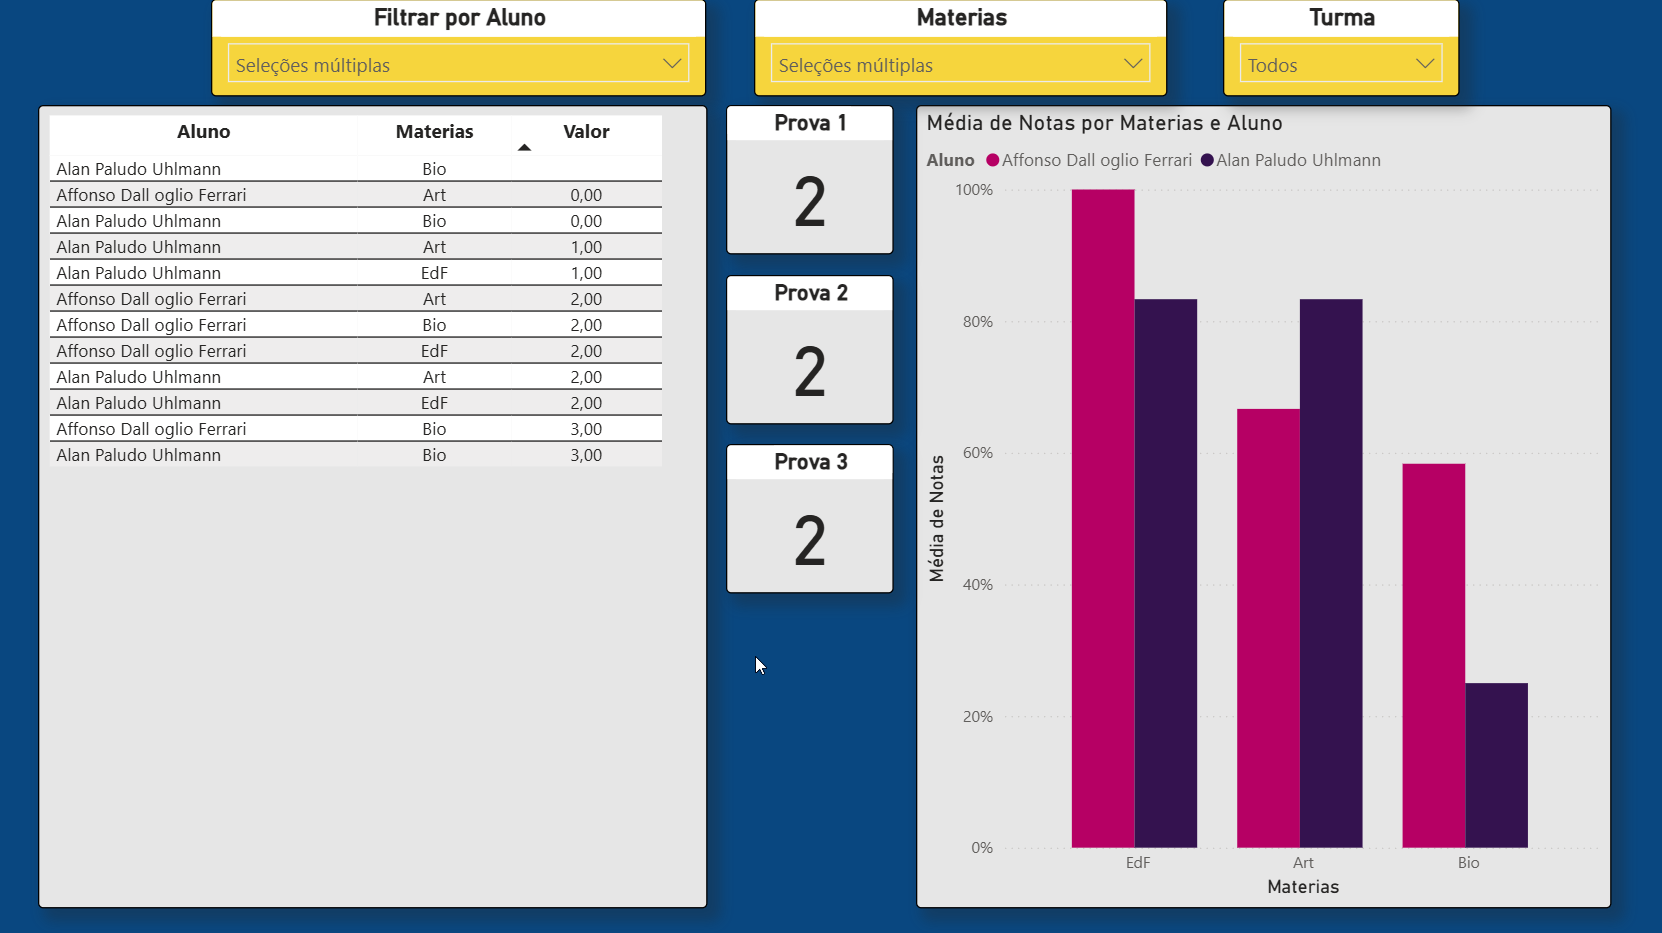 Filtrar por Aluno
Seleções múltiplas
Materias
Seleções múltiplas
Turma
Todos
Aluno Materias Valor
Alan Paludo Uhlmann Bio
Affonso Dall oglio Ferrari Art 0,00
Alan Paludo Uhlmann Bio 0,00
Alan Paludo Uhlmann Art 1,00
Alan Paludo Uhlmann EdF 1,00
Affonso Dall oglio Ferrari Art 2,00
Affonso Dall oglio Ferrari Bio 2,00
Affonso Dall oglio Ferrari EdF 2,00
Alan Paludo Uhlmann Art 2,00
Alan Paludo Uhlmann EdF 2,00
Affonso Dall oglio Ferrari Bio 3,00
Alan Paludo Uhlmann Bio 3,00
Prova 1
2
Prova 2
2
Prova 3
2
Média de Notas por Materias e Aluno
Aluno Affonso Dall oglio Ferrari Alan Paludo Uhlmann
Média de Notas
100%
80%
60%
40%
20%
0%
EdF Art Bio
Materias